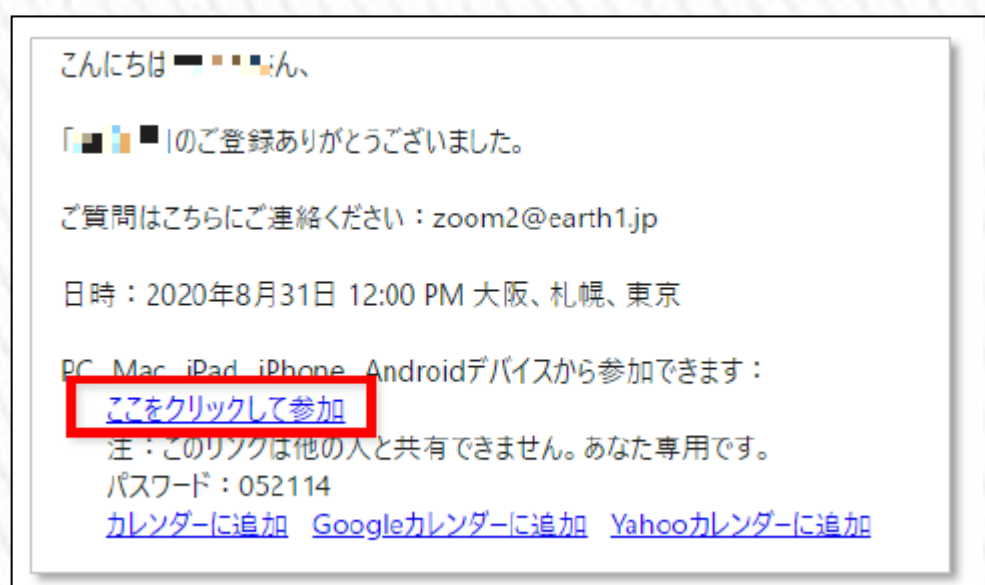 こんにちは さん、
「 」のご登録ありがとうございました。
ご質問はこちらにご連絡ください：zoom2@earth1.jp
日時：2020年8月31日 12:00 PM 大阪、札幌、東京
PC、Mac、iPad、iPhone、Androidデバイスから参加できます：
ここをクリックして参加
注：このリンクは他の人と共有できません。あなた専用です。
パスワード：052114
カレンダーに追加 Googleカレンダーに追加 Yahooカレンダーに追加